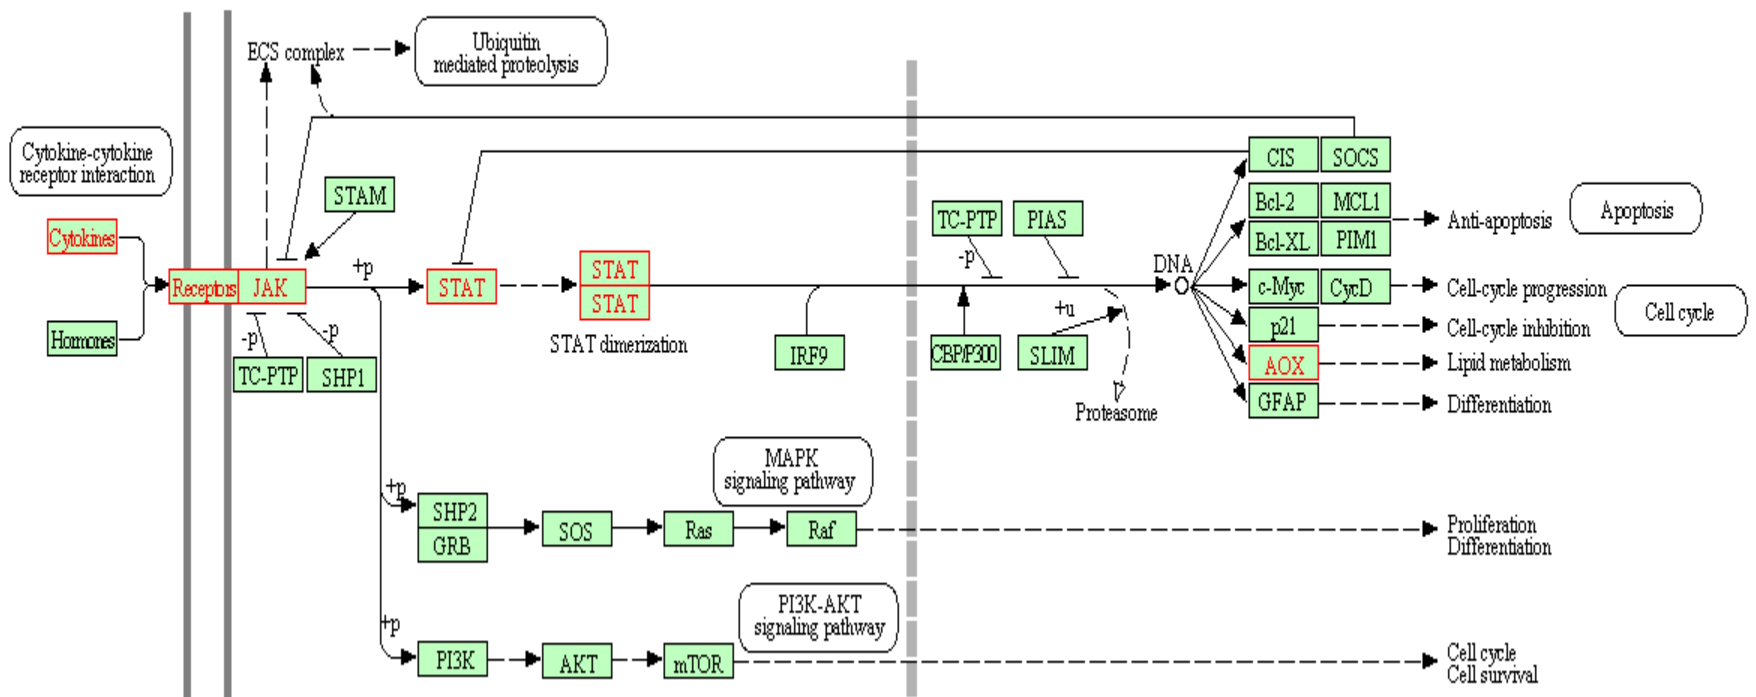 ECS complex
Ubiquitin
mediated proteolysis
Cytokine-cytokine
receptor interaction
STAM
CIS
SOCS
Bcl-2
MCL1
Bcl-XL
PIM1
Anti-apoptosis
Apoptosis
Cytokines
TC-PTP
PIAS
-p
+p
Receptors
JAK
STAT
STAT
STAT
STAT dimerization
DNA
c-Myc
CycD
Cell-cycle progression
Cell cycle
Hormones
-p
-p
TC-PTP
SHP1
IRF9
CBP/P300
+u
SLIM
Proteasome
p21
Cell-cycle inhibition
AOX
Lipid metabolism
GFAP
Differentiation
MAPK
signaling pathway
+p
SHP2
GRB
SOS
Ras
Raf
Proliferation
Differentiation
PI3K-AKT
signaling pathway
+p
PI3K
AKT
mTOR
Cell cycle
Cell survival